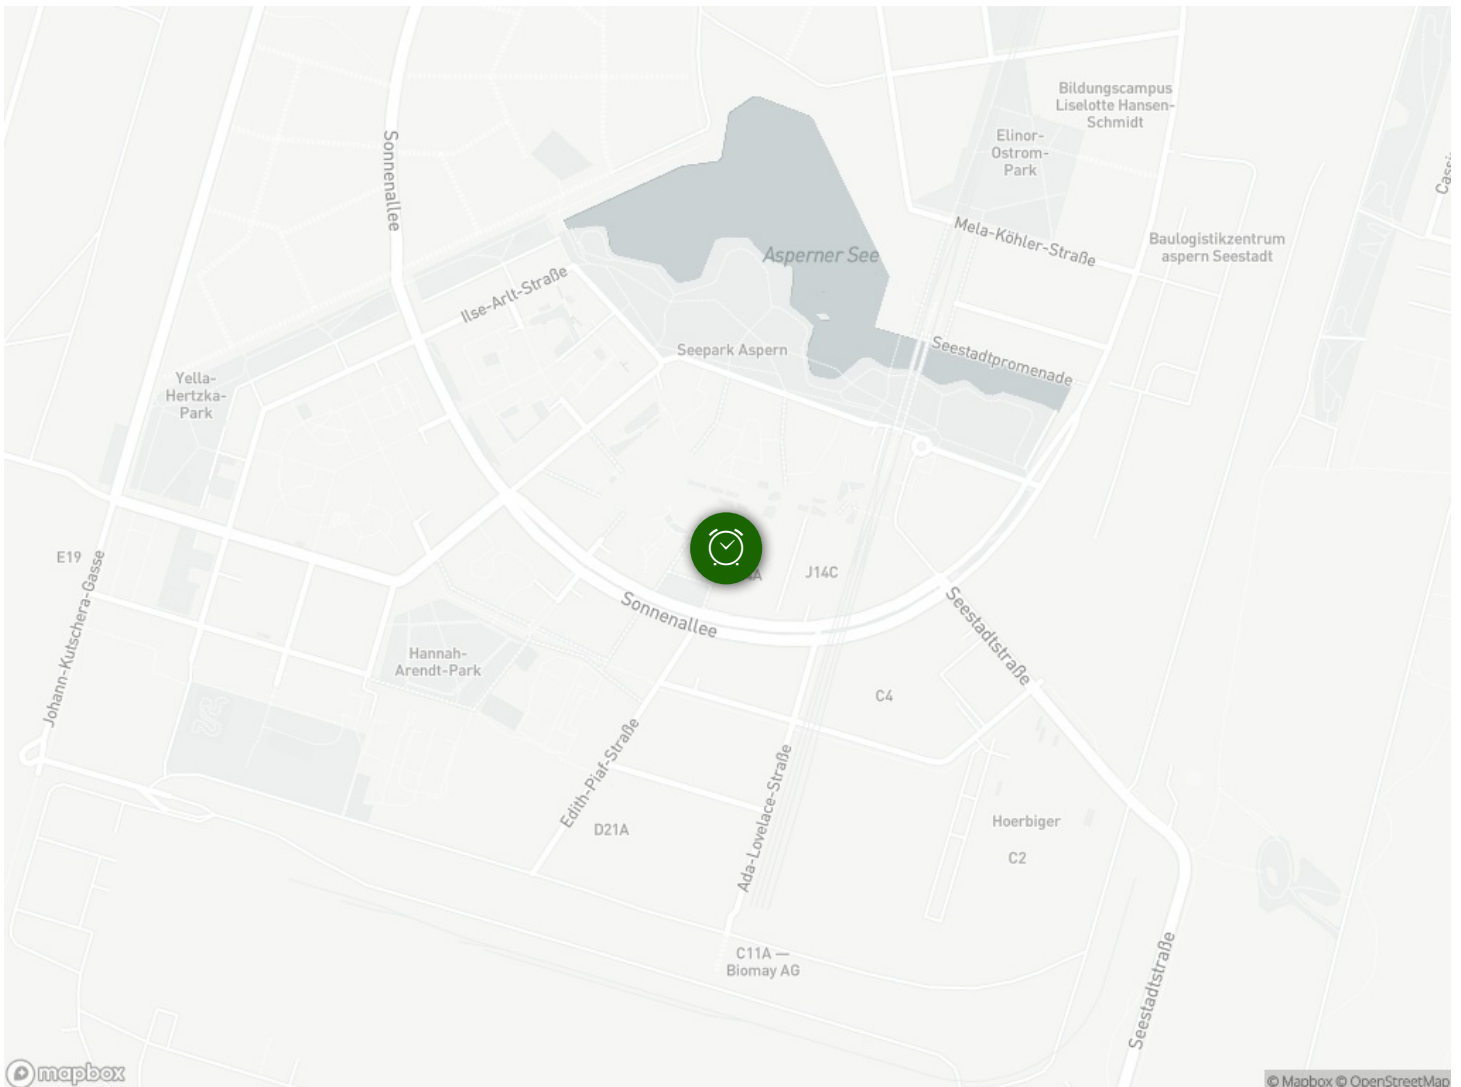 Bildungscampus
Liselotte Hansen-
Schmidt
Elinor-
Ostrom-
Park
Sonnenallee
Mela-Köhler-Straße
Baulogistikzentrum
aspern Seestadt
Asperner See
Ilse-Arlt-Straße
Seepark Aspern
Seestadtpromenade
Yella-
Hertzka-
Park
E19
J14C
Johann-Kutschera-Gasse
Sonnenallee
Seestadtstraße
Hannah-
Arendt-Park
C4
Edith-Piaf-Straße
Ada-Lovelace-Straße
D21A
Hoerbiger
C2
C11A —
Biomay AG
Seestadtstraße
mapbox
© Mapbox © OpenStreetMap